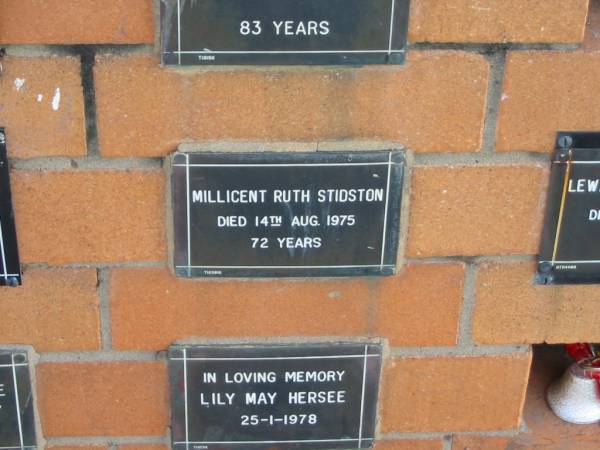 83 YEARS
MILLICENT RUTH STIDSTON
DIED 14TH AUG. 1975
72 YEARS
LEW
D
IN LOVING MEMORY
LILY MAY HERSEE
25-1-1978